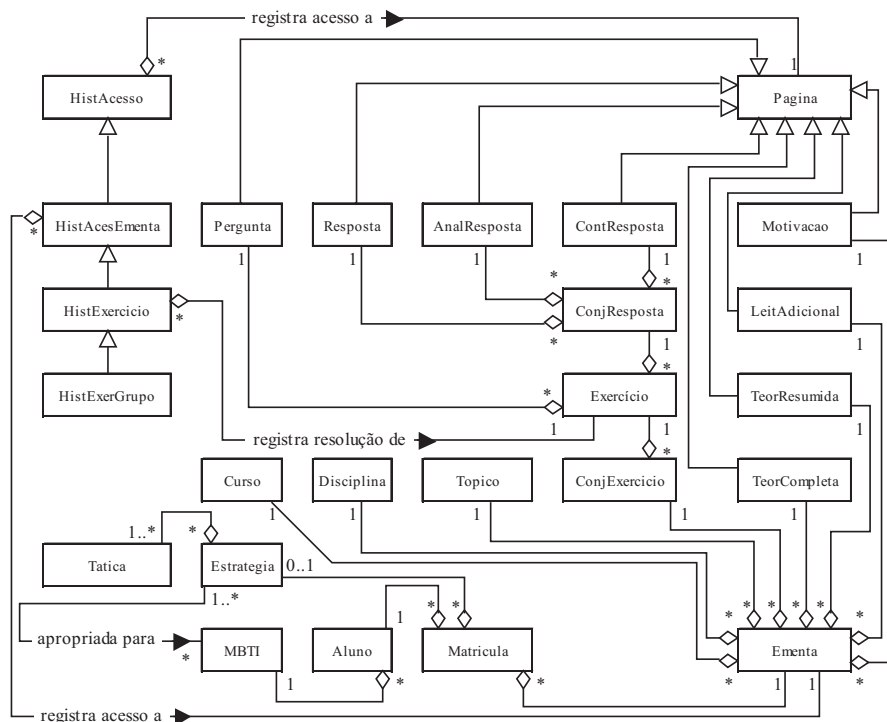 registra acesso a
* 1
HistAcesso Pagina
HistAcesEmenta Pergunta Resposta AnalResposta ContResposta Motivacao
* 1 1 1 1 1
* *
HistExercicio ConjResposta LeitAdicional
* * 1 1
*
HistExerGrupo Exercício TeorResumida
* 1 1 1
registra resolução de *
Curso Disciplina Topico ConjExercicio TeorCompleta
1 1 1 1 1
1..* *
Tatica Estrategia
0..1
1..* 1 * * * * * * * *
apropriada para MBTI Aluno Matricula Ementa
* 1 * * * 1 1 *
registra acesso a